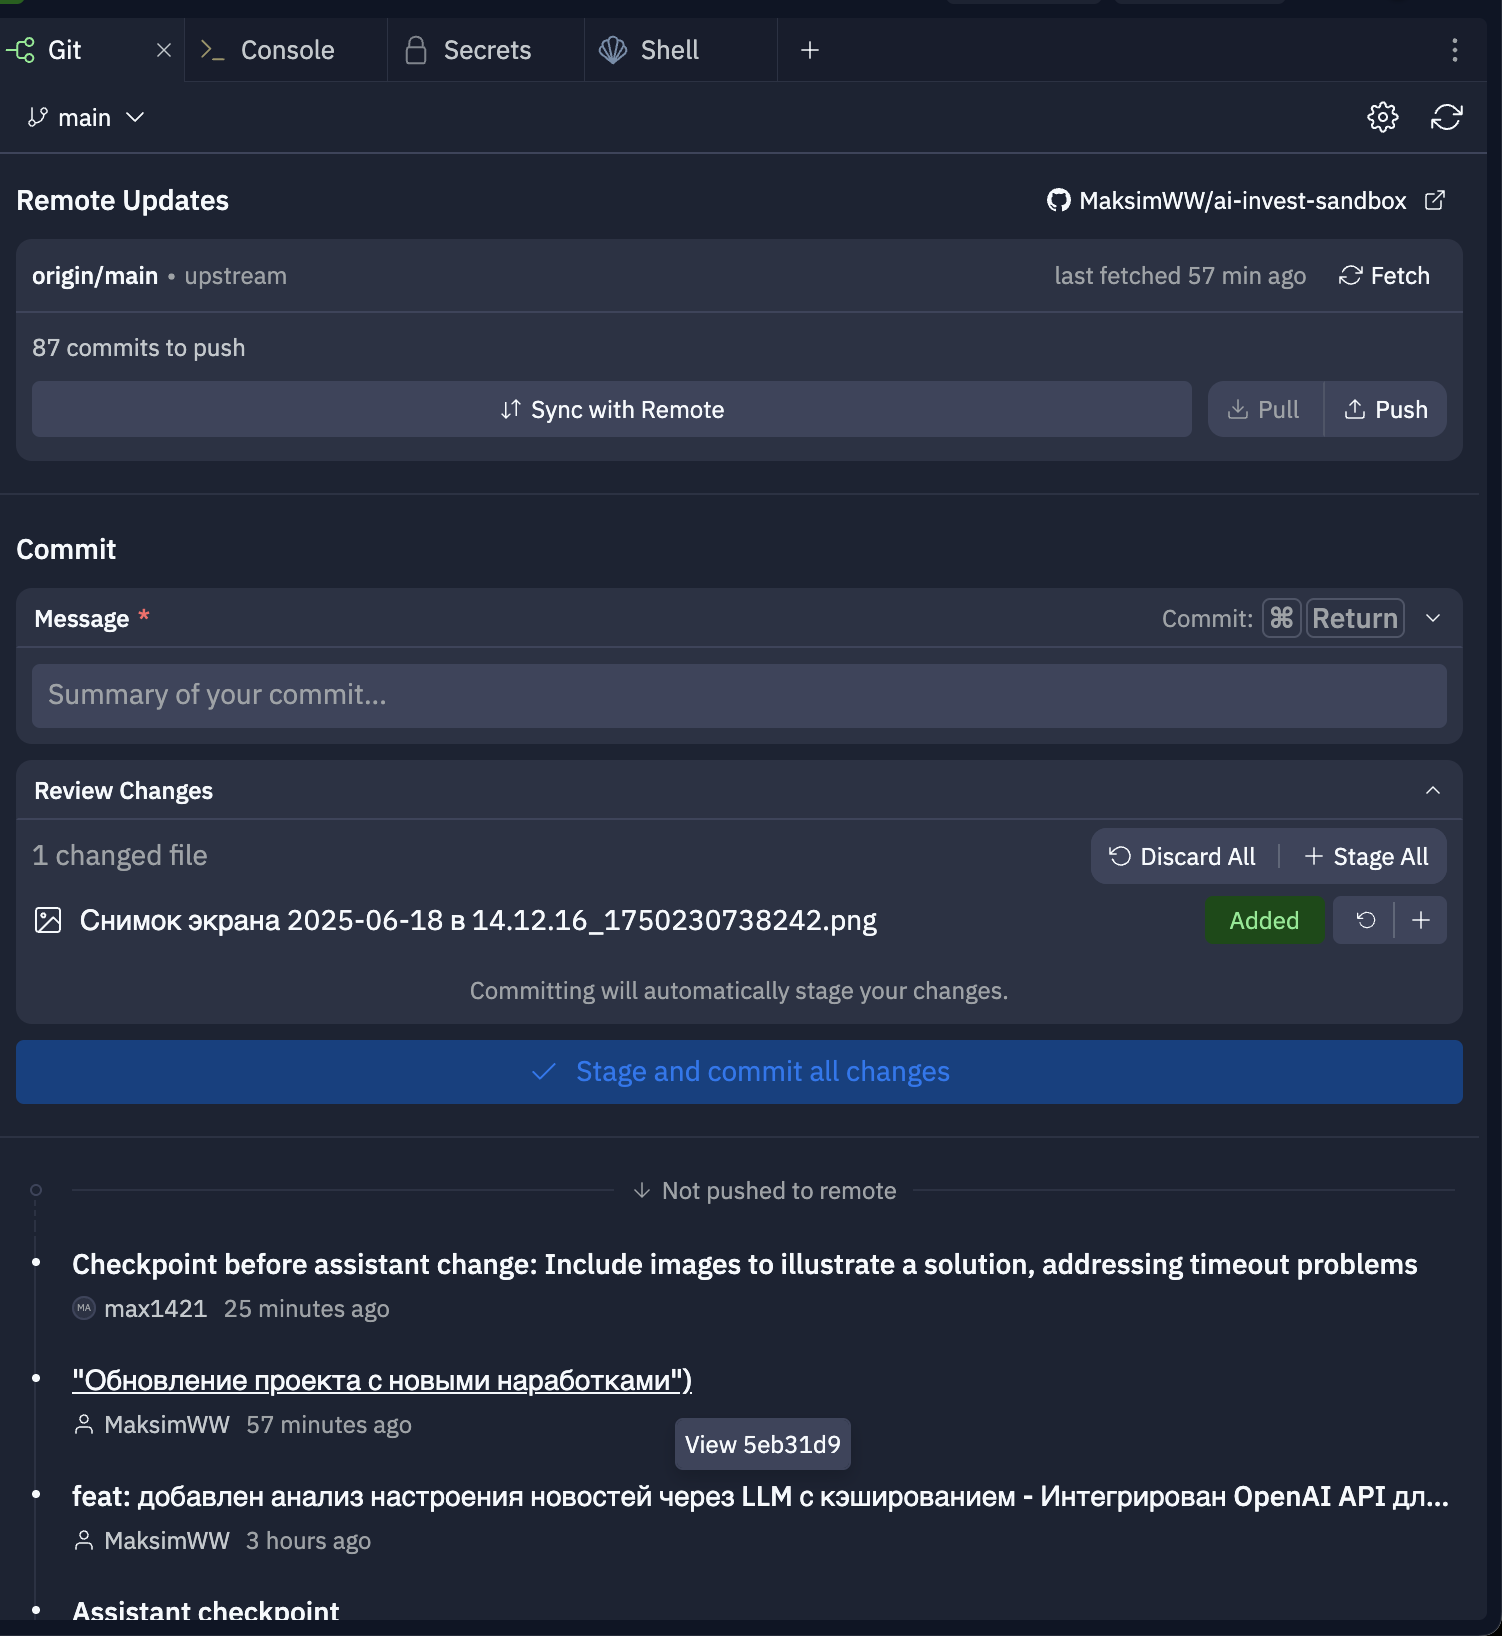 Git
Console
Secrets
Shell
main
Remote Updates
MaksimWW/ai-invest-sandbox
origin/main • upstream
last fetched 57 min ago
Fetch
87 commits to push
Sync with Remote
Pull
Push
Commit
Message *
Commit: ⌘ Return
Summary of your commit...
Review Changes
1 changed file
Discard All
Stage All
Снимок экрана 2025-06-18 в 14.12.16_1750230738242.png
Added
Committing will automatically stage your changes.
Stage and commit all changes
Not pushed to remote
Checkpoint before assistant change: Include images to illustrate a solution, addressing timeout problems
MA max1421 25 minutes ago
"Обновление проекта с новыми наработками")
MaksimWW 57 minutes ago
View 5eb31d9
feat: добавлен анализ настроения новостей через LLM с кэшированием - Интегрирован OpenAI API дл...
MaksimWW 3 hours ago
Assistant checkpoint